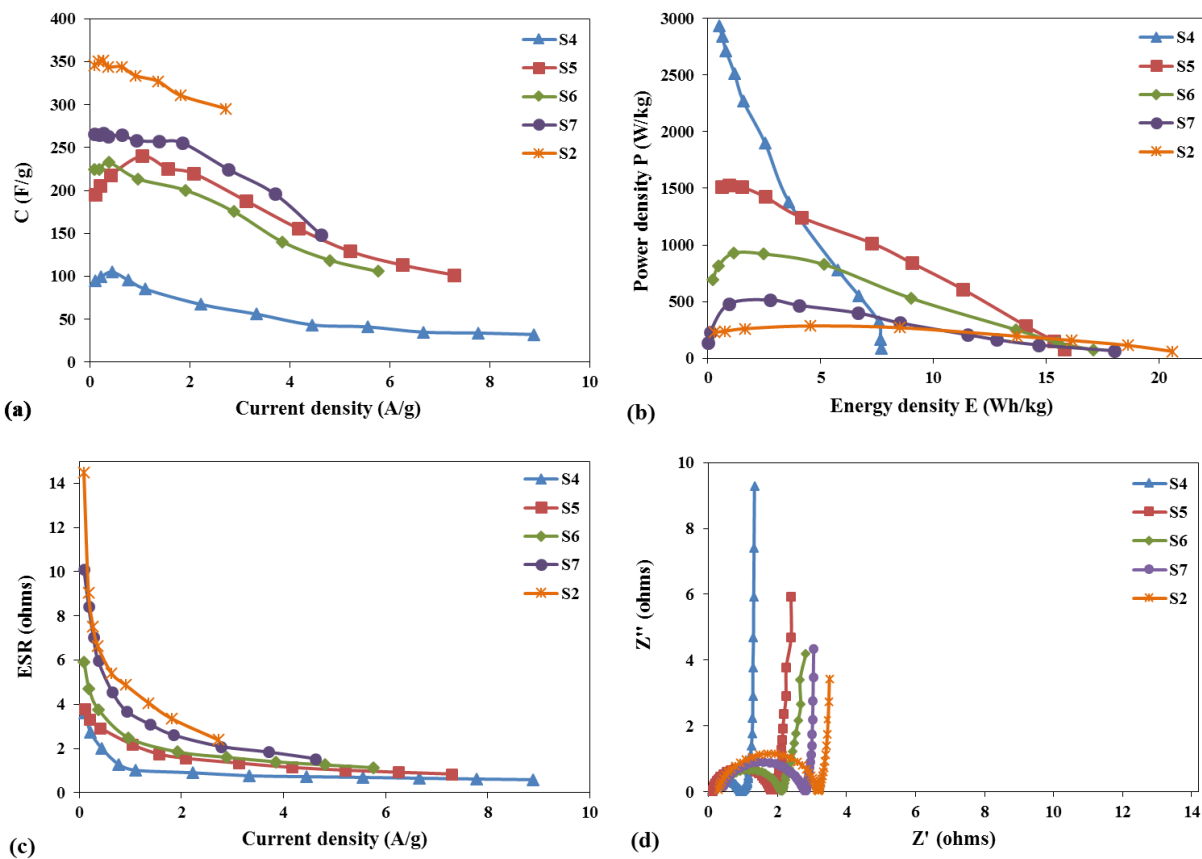 400
350
300
250
200
150
100
50
0
C (F/g)
0 2 4 6 8 10
Current density (A/g)
S4
S5
S6
S7
S2
(a)
3000
2500
2000
1500
1000
500
0
Power density P (W/kg)
0 5 10 15 20
Energy density E (Wh/kg)
S4
S5
S6
S7
S2
(b)
14
12
10
8
6
4
2
0
ESR (ohms)
0 2 4 6 8 10
Current density (A/g)
S4
S5
S6
S7
S2
(c)
10
8
6
4
2
0
Z'' (ohms)
0 2 4 6 8 10 12 14
Z' (ohms)
S4
S5
S6
S7
S2
(d)